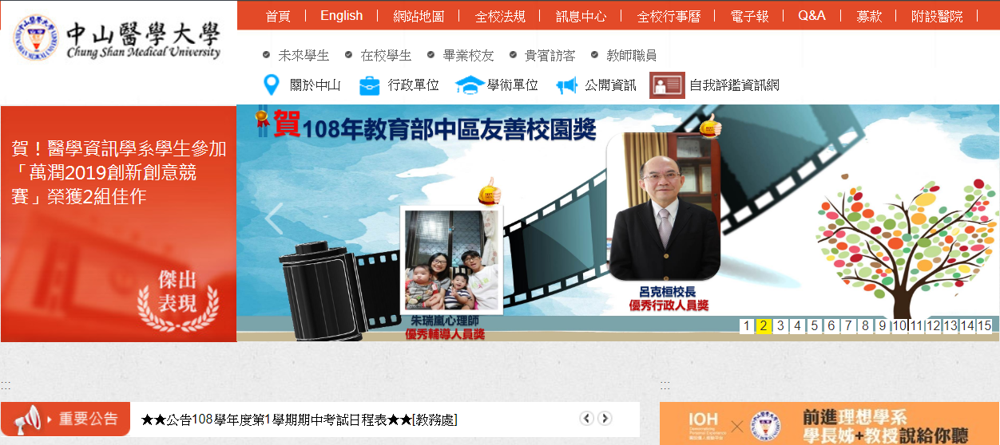 中山醫學大學
Chung Shan Medical University
首頁 | English | 網站地圖 | 全校法規 | 訊息中心 | 全校行事曆 | 電子報 | Q&A | 募款 | 附設醫院 |
未來學生 在校學生 畢業校友 貴賓訪客 教師職員
關於中山 行政單位 學術單位 公開資訊 自我評鑑資訊網
賀！醫學資訊學系學生參加
「萬潤2019創新創意競
賽」榮獲2組佳作
傑出
表現
賀108年教育部中區友善校園獎
朱瑞嵐心理師
優秀輔導人員獎
呂克桓校長
優秀行政人員獎
1 2 3 4 5 6 7 8 9 10 11 12 13 14 15
:::
:::
重要公告
★★公告108學年度第1學期期中考試日程表★★[教務處]
IOH
前進理想學系
學長姊+教授說給你聽